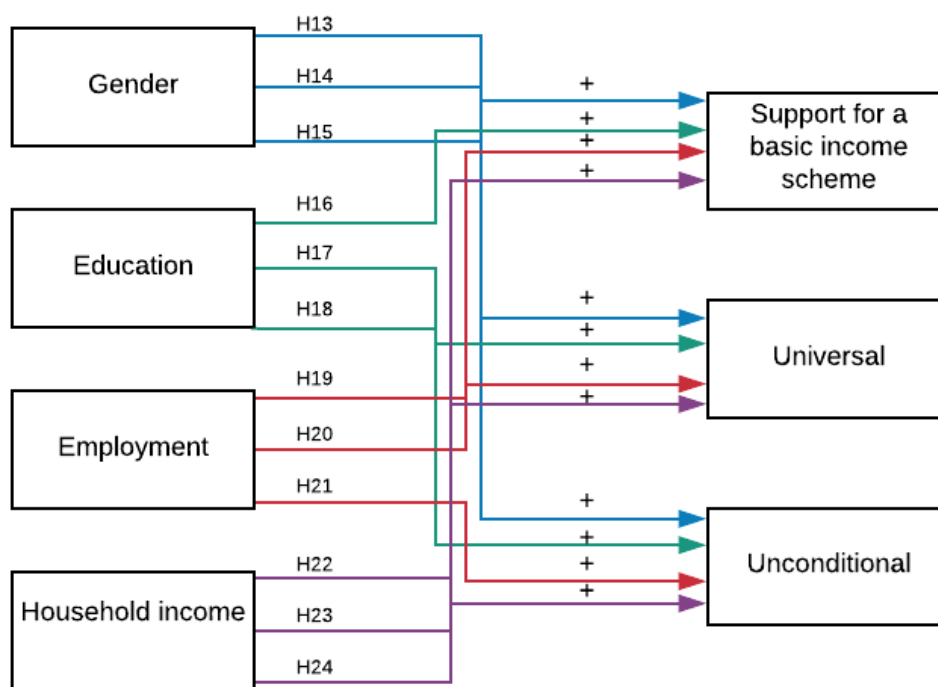 Gender
H13
H14
H15
Education
H16
H17
H18
Employment
H19
H20
H21
Household income
H22
H23
H24
+
+
+
+
Support for a
basic income
scheme
+
+
+
+
Universal
+
+
+
+
Unconditional